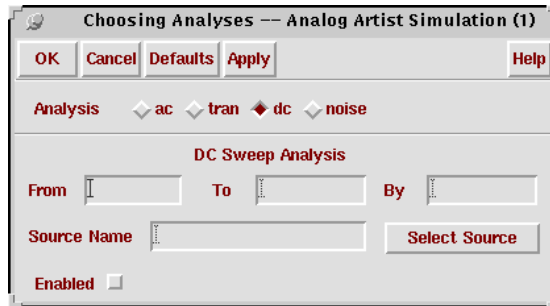 Choosing Analyses -- Analog Artist Simulation (1)
OK Cancel Defaults Apply Help
Analysis ac tran dc noise
DC Sweep Analysis
From To By
Source Name Select Source
Enabled